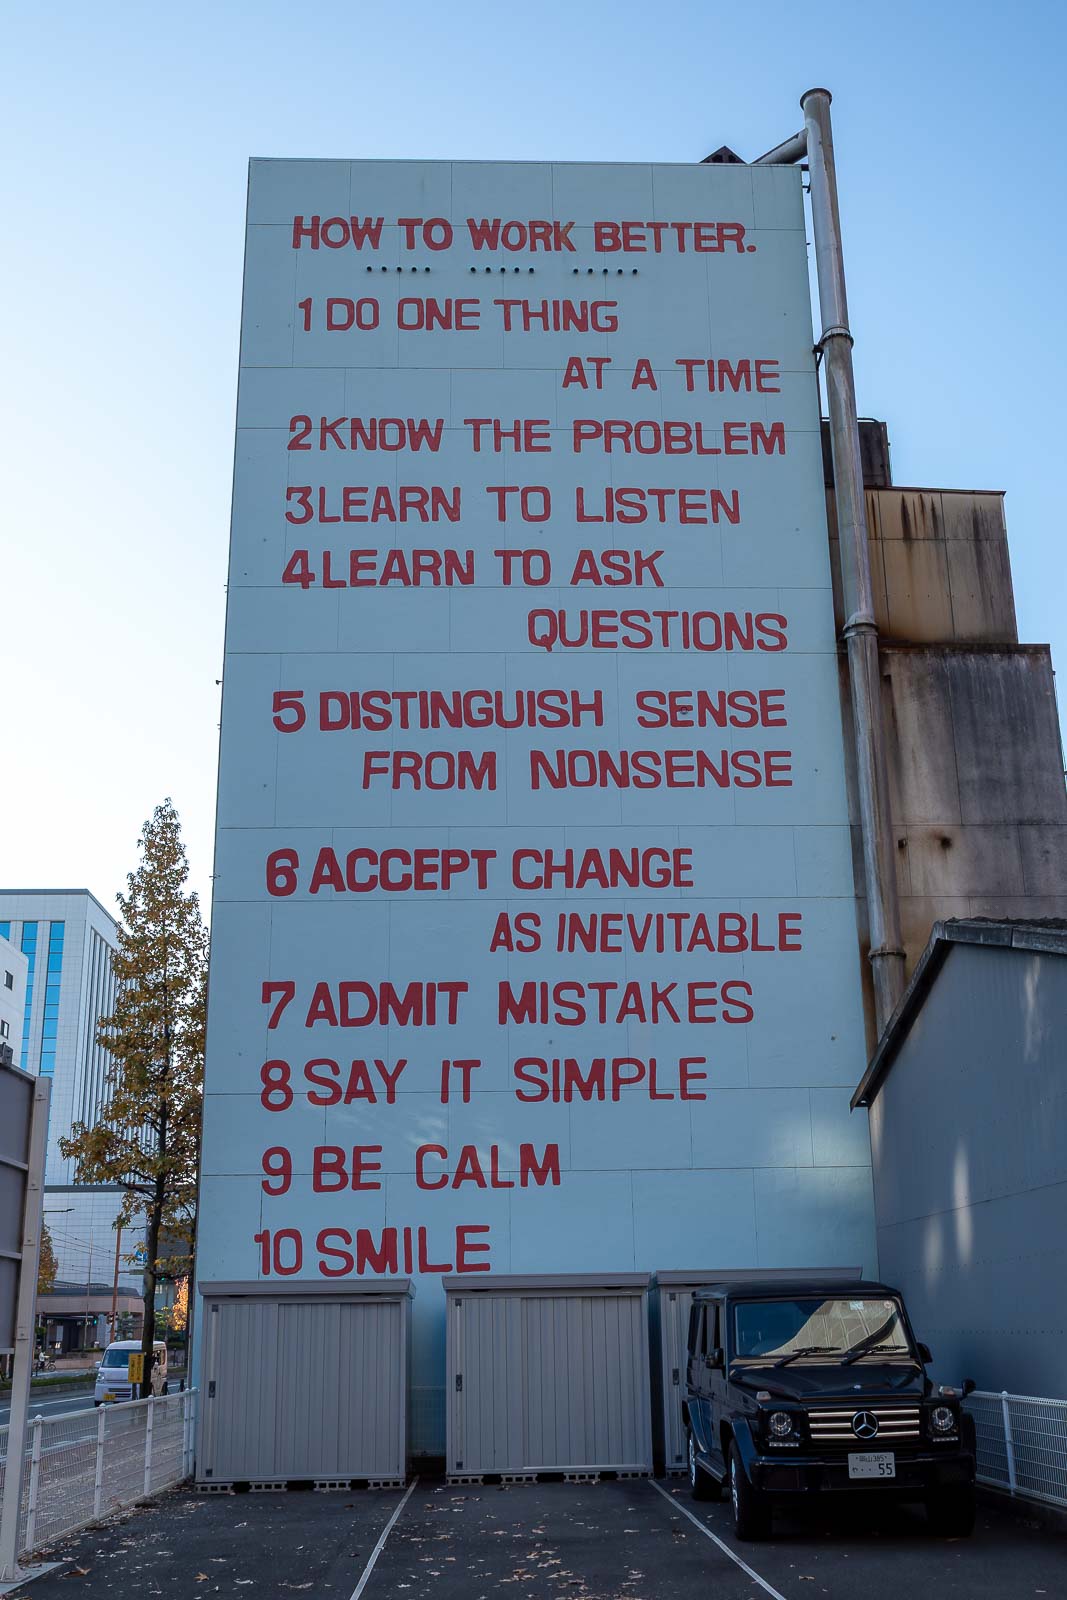 HOW TO WORK BETTER.
1 DO ONE THING
AT A TIME
2 KNOW THE PROBLEM
3 LEARN TO LISTEN
4 LEARN TO ASK
QUESTIONS
5 DISTINGUISH SENSE
FROM NONSENSE
6 ACCEPT CHANGE
AS INEVITABLE
7 ADMIT MISTAKES
8 SAY IT SIMPLE
9 BE CALM
10 SMILE
55